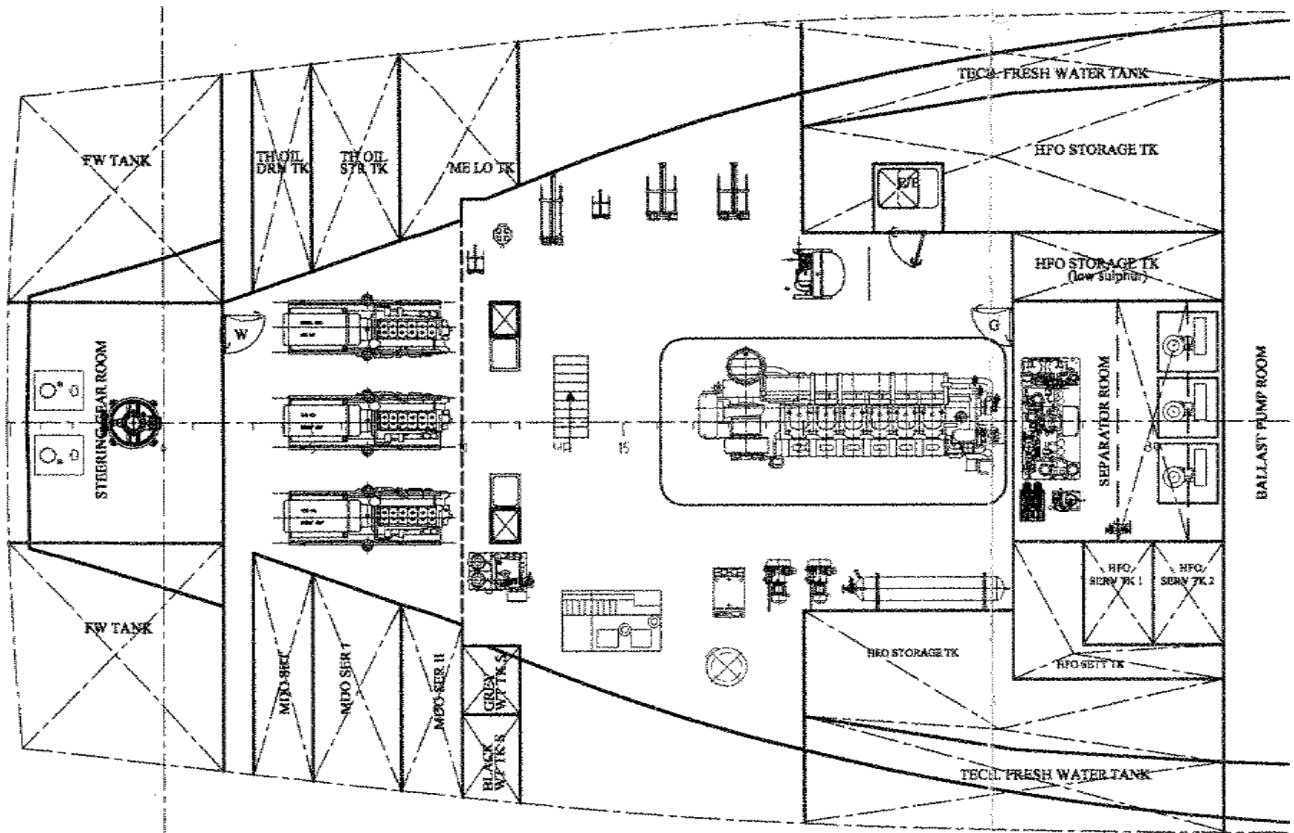 TECH. FRESH WATER TANK
FW TANK
TH OIL
DRN TK
TH OIL
STR TK
ME LO TK
HFO STORAGE TK
HFO STORAGE TK
(low sulphur)
W
G
STEERING GEAR ROOM
15
SEPARATOR ROOM
BALLAST PUMP ROOM
HFO
SERV TK 1
HFO
SERV TK 2
FW TANK
MDO SER I
MDO SER II
GREY
WP TK S
BLACK
WP TK S
HFO STORAGE TK
HFO SETT TK
TECH. FRESH WATER TANK